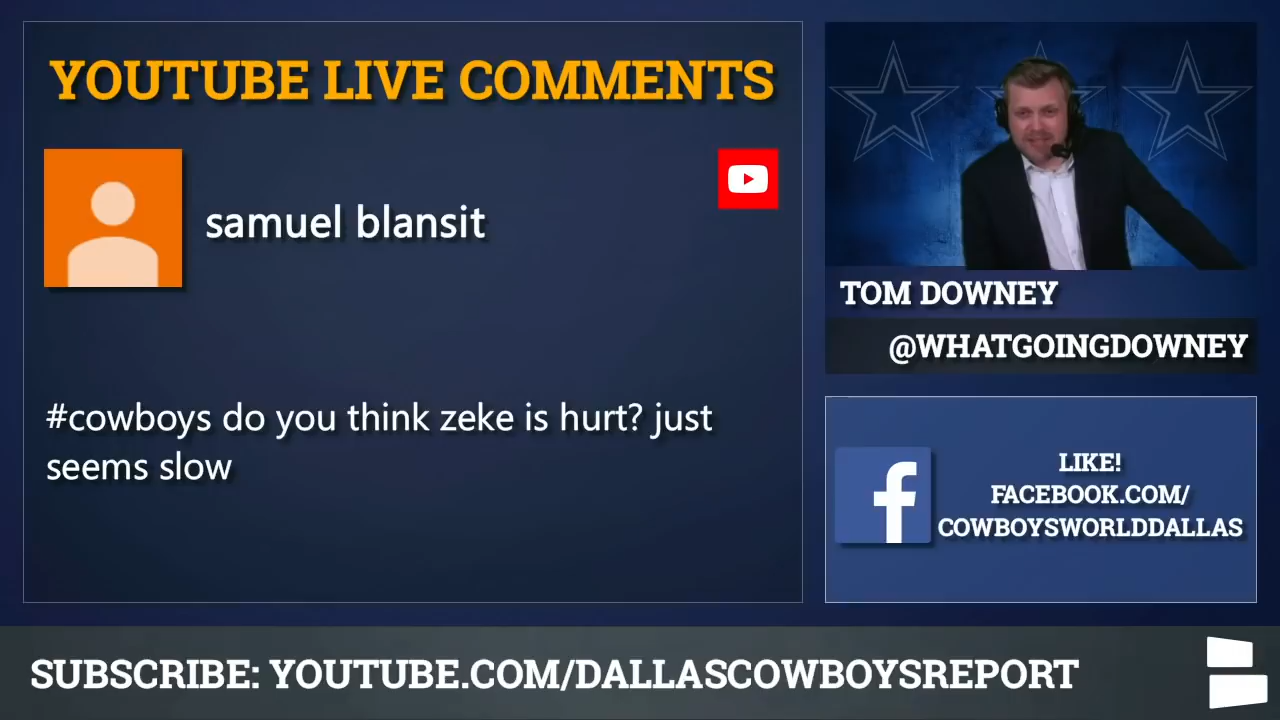 YOUTUBE LIVE COMMENTS
samuel blansit
#cowboys do you think zeke is hurt? just
seems slow
TOM DOWNEY
@WHATGOINGDOWNEY
LIKE!
FACEBOOK.COM/
COWBOYSWORLDDALLAS
SUBSCRIBE: YOUTUBE.COM/DALLASCOWBOYSREPORT